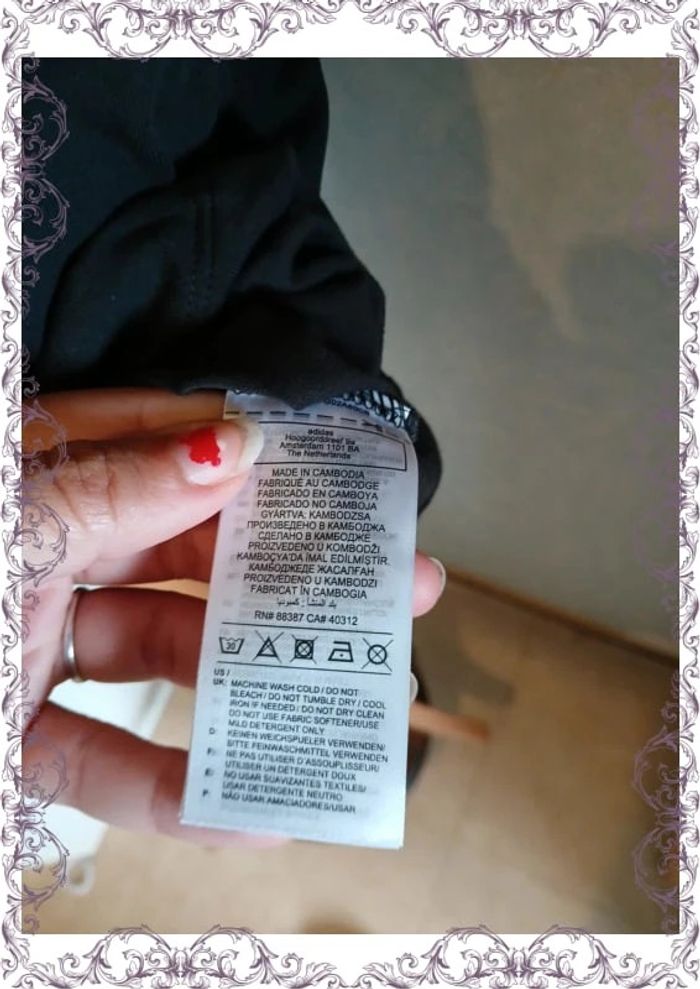 adidas
Hoogoorddreef 9a
Amsterdam 1101 BA
The Netherlands
MADE IN CAMBODIA
FABRIQUÉ AU CAMBODGE
FABRICADO EN CAMBOYA
FABRICADO NO CAMBOJA
GYÁRTVA: KAMBODZSA
ПРОИЗВЕДЕНО В КАМБОДЖА
СДЕЛАНО В КАМБОДЖЕ
PROIZVEDENO U KOMBODŽI
KAMBOÇYA'DA İMAL EDİLMİŞTİR.
КАМБОДЖЕДЕ ЖАСАЛҒАН
PROIZVEDENO U KAMBODZI
FABRICAT ÎN CAMBOGIA
بلد المنشأ: كمبوديا
RN# 88387 CA# 40312
30
US /
UK: MACHINE WASH COLD / DO NOT
BLEACH / DO NOT TUMBLE DRY / COOL
IRON IF NEEDED / DO NOT DRY CLEAN
DO NOT USE FABRIC SOFTENER/USE
MILD DETERGENT ONLY
D: KEINEN WEICHSPUELER VERWENDEN/
BITTE FEINWASCHMITTEL VERWENDEN
F: NE PAS UTILISER D'ASSOUPLISSEUR/
UTILISER UN DETERGENT DOUX
E: NO USAR SUAVIZANTES TEXTILES/
USAR DETERGENTE NEUTRO
P: NÃO USAR AMACIADORES/USAR